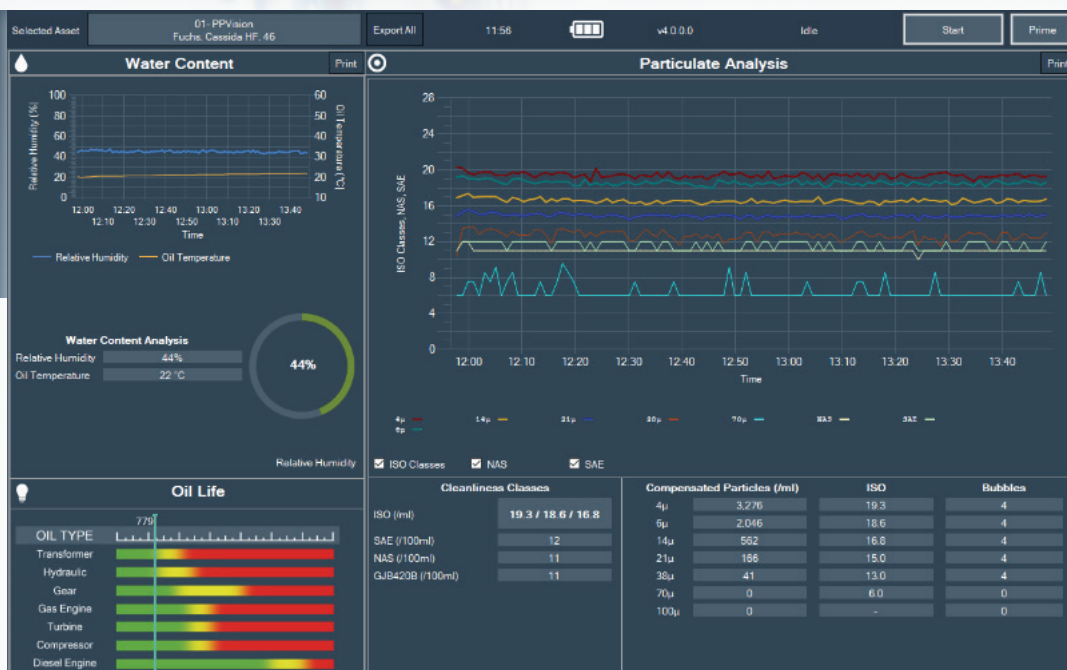 Selected Asset
01- PPVision
Fuchs. Cassida HF. 46
Export All 11:56 v4.0.0.0 Idle Start Prime
Water Content Print
Particulate Analysis Print
Relative Humidity (%)
100
80
60
40
20
0
60
50
40
30
20
10
Oil Temperature (°C)
12.00 12.20 12.40 13.00 13.20 13.40
12.10 12.30 12.50 13.10 13.30
Time
Relative Humidity Oil Temperature
Water Content Analysis
Relative Humidity 44%
Oil Temperature 22 °C
44%
Relative Humidity
ISO Classes, NAS, SAE
28
24
20
16
12
8
4
0
12.00 12.10 12.20 12.30 12.40 12.50 13.00 13.10 13.20 13.30 13.40
Time
4µ 14µ 21µ 70µ NAS SAE
6µ
ISO Classes NAS SAE
Oil Life
779
OIL TYPE
Transformer
Hydraulic
Gear
Gas Engine
Turbine
Compressor
Diesel Engine
Cleanliness Classes
ISO (/ml) 19.3 / 18.6 / 16.8
SAE (/100ml) 12
NAS (/100ml) 11
GJB420B (/100ml) 11
Compensated Particles (/ml) ISO Bubbles
4µ 3,276 19.3 4
6µ 2,046 18.6 4
14µ 562 16.8 4
21µ 166 15.0 4
38µ 41 13.0 4
70µ 0 6.0 0
100µ 0 - 0